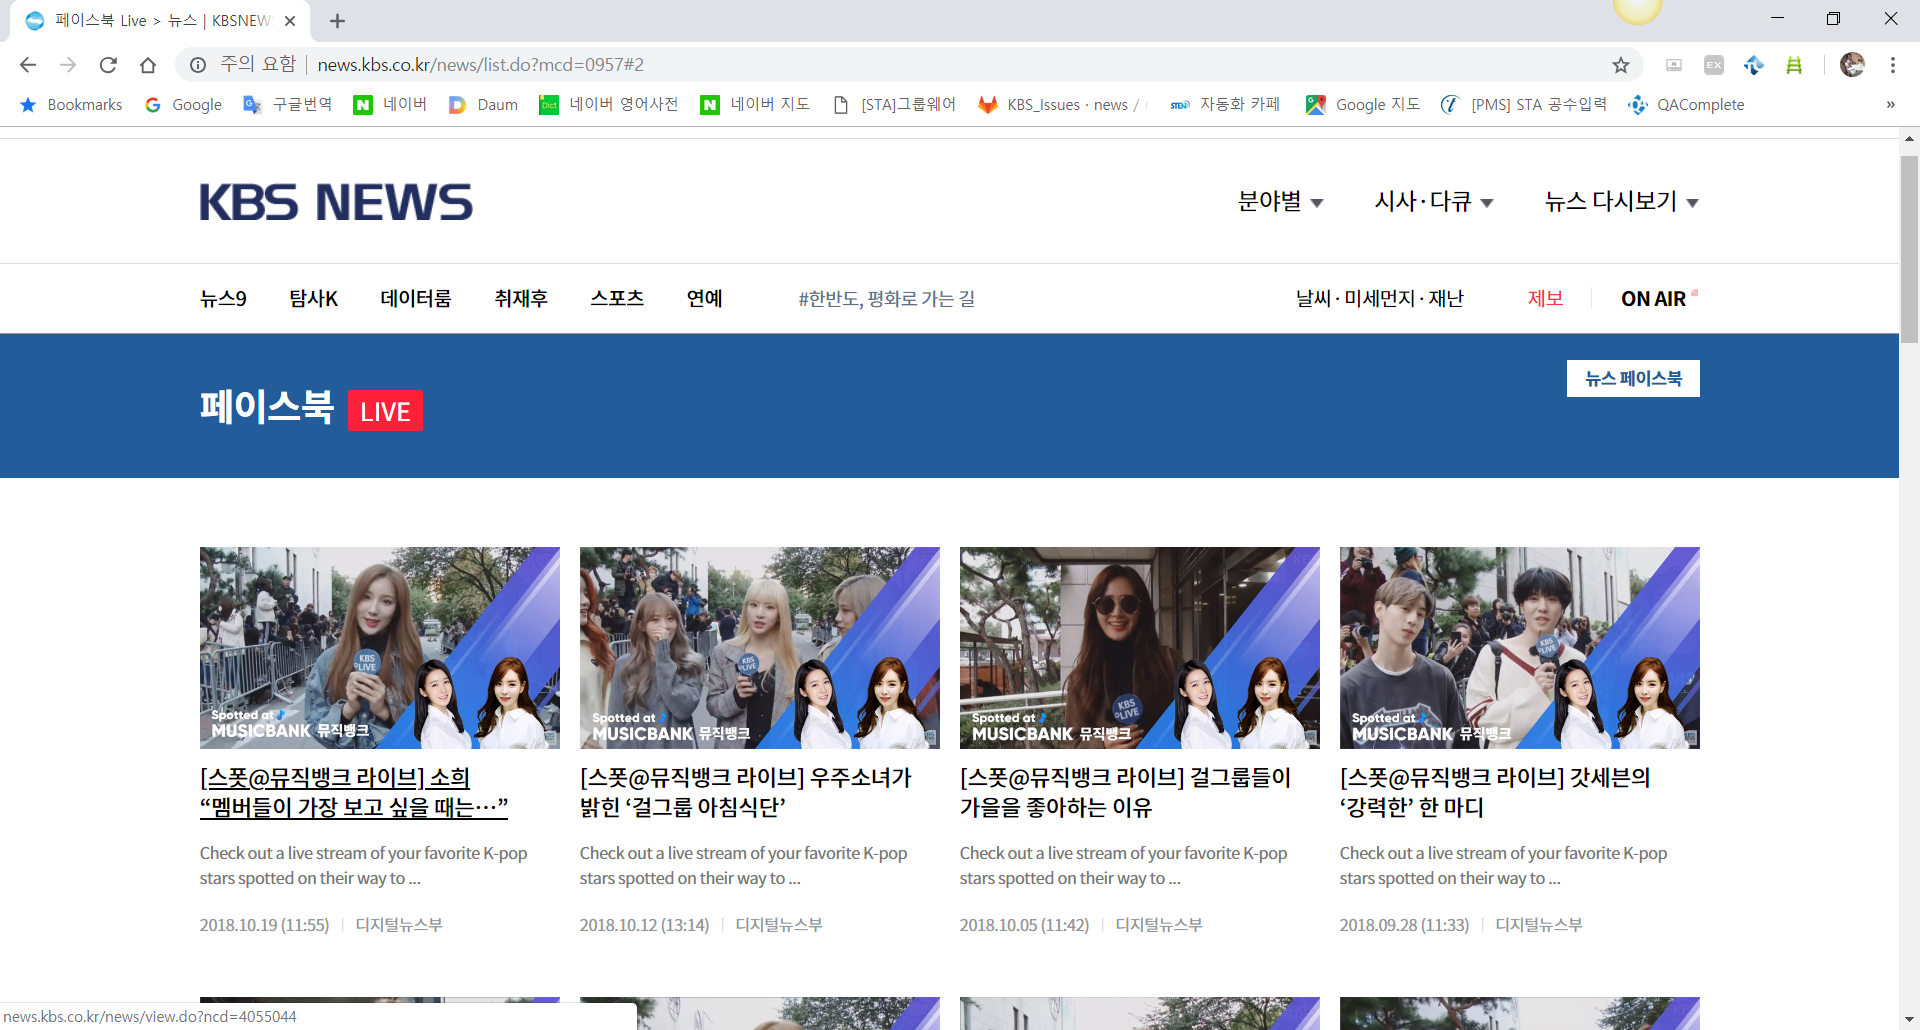 페이스북 Live > 뉴스 | KBSNEW
주의 요함 | news.kbs.co.kr/news/list.do?mcd=0957#2
Bookmarks Google 구글번역 네이버 Daum 네이버 영어사전 네이버 지도 [STA]그룹웨어 KBS_Issues · news / 자동화 카페 Google 지도 [PMS] STA 공수입력 QAComplete »
KBS NEWS
분야별 시사·다큐 뉴스 다시보기
뉴스9 탐사K 데이터룸 취재후 스포츠 연예 #한반도, 평화로 가는 길 날씨·미세먼지·재난 제보 ON AIR
뉴스 페이스북
페이스북 LIVE
KBS LIVE
Spotted at
MUSICBANK 뮤직뱅크
KBS LIVE
Spotted at
MUSICBANK 뮤직뱅크
KBS LIVE
Spotted at
MUSICBANK 뮤직뱅크
KBS LIVE
Spotted at
MUSICBANK 뮤직뱅크
[스폿@뮤직뱅크 라이브] 소희
“멤버들이 가장 보고 싶을 때는…”
Check out a live stream of your favorite K-pop
stars spotted on their way to ...
2018.10.19 (11:55) | 디지털뉴스부
[스폿@뮤직뱅크 라이브] 우주소녀가
밝힌 ‘걸그룹 아침식단’
Check out a live stream of your favorite K-pop
stars spotted on their way to ...
2018.10.12 (13:14) | 디지털뉴스부
[스폿@뮤직뱅크 라이브] 걸그룹들이
가을을 좋아하는 이유
Check out a live stream of your favorite K-pop
stars spotted on their way to ...
2018.10.05 (11:42) | 디지털뉴스부
[스폿@뮤직뱅크 라이브] 갓세븐의
‘강력한’ 한 마디
Check out a live stream of your favorite K-pop
stars spotted on their way to ...
2018.09.28 (11:33) | 디지털뉴스부
news.kbs.co.kr/news/view.do?ncd=4055044